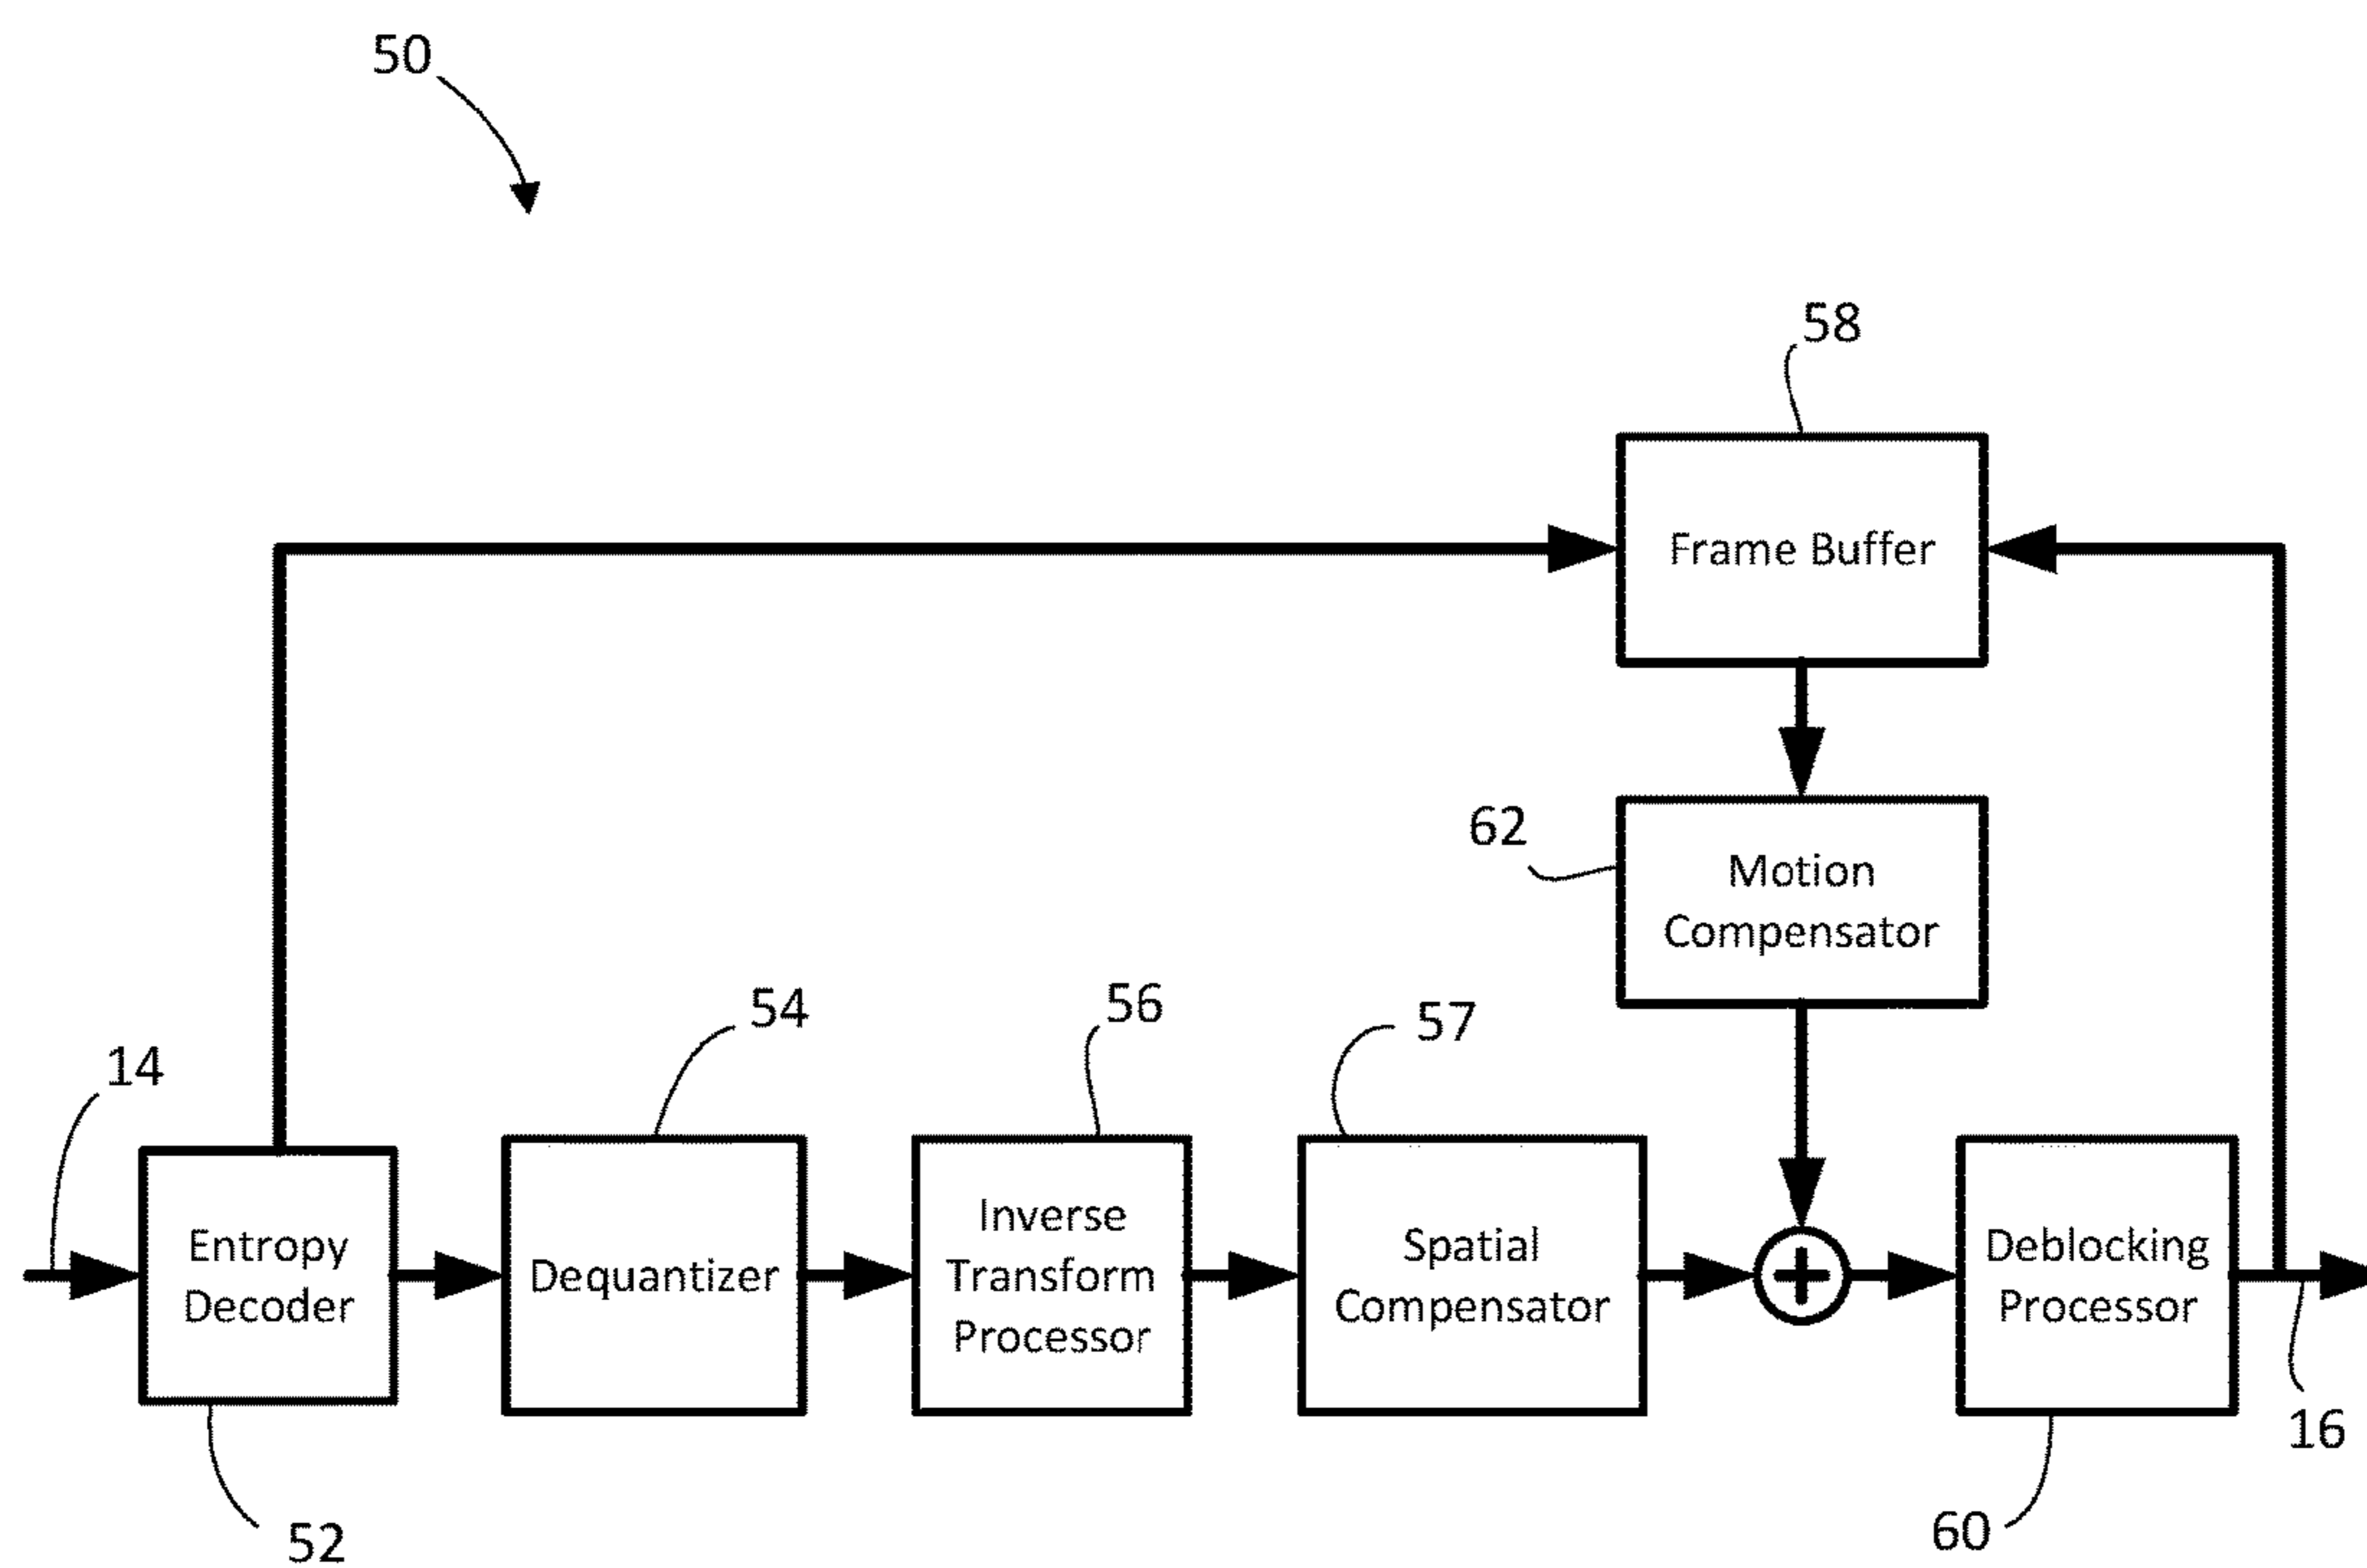 50
58
Frame Buffer
62
Motion
Compensator
54
56
57
14
Entropy
Decoder
Dequantizer
Inverse
Transform
Processor
Spatial
Compensator
+
Deblocking
Processor
16
52
60